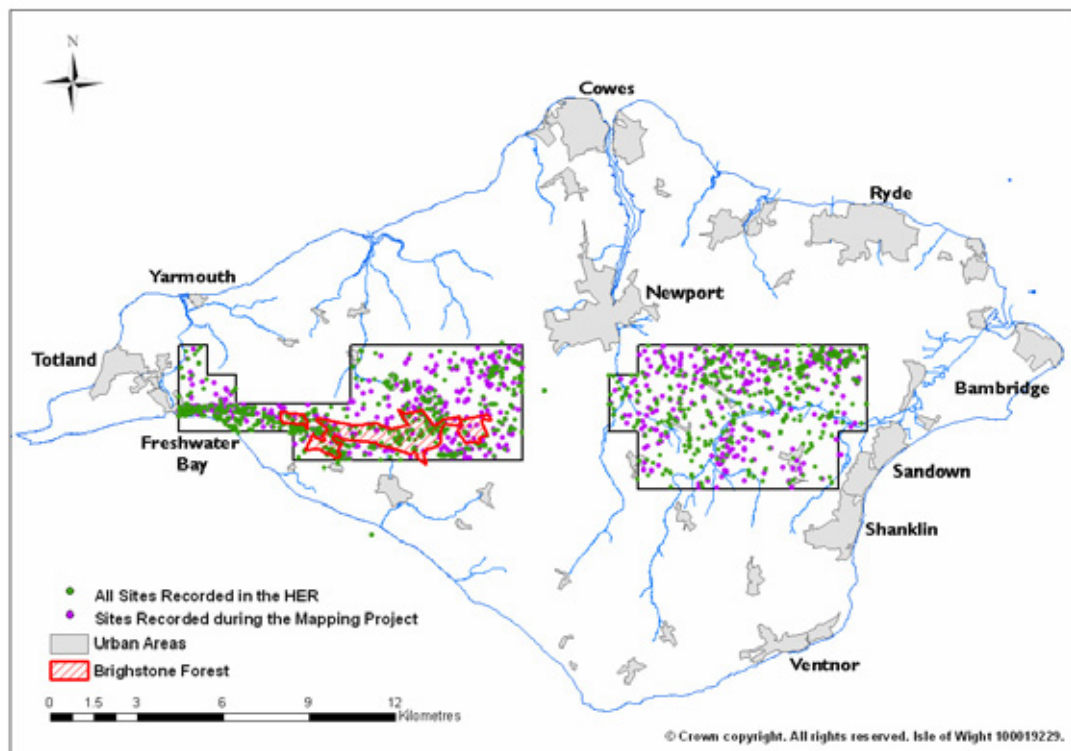 N
Cowes
Ryde
Yarmouth
Newport
Totland
Bambridge
Freshwater
Bay
Sandown
Shanklin
All Sites Recorded in the HER
Sites Recorded during the Mapping Project
Urban Areas
Brighstone Forest
Ventnor
0 1.5 3 6 9 12
Kilometres
© Crown copyright. All rights reserved. Isle of Wight 100019229.